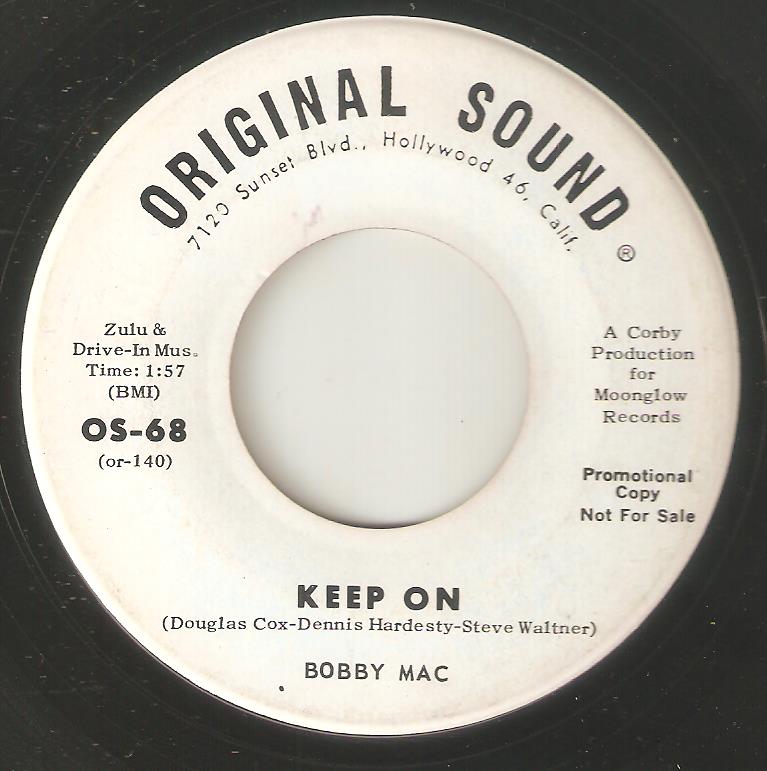 ORIGINAL SOUND ®
7120 Sunset Blvd., Hollywood 46, Calif.
Zulu &
Drive-In Mus.
Time: 1:57
(BMI)
OS-68
(or-140)
A Corby
Production
for
Moonglow
Records
Promotional
Copy
Not For Sale
KEEP ON
(Douglas Cox-Dennis Hardesty-Steve Waltner)
BOBBY MAC